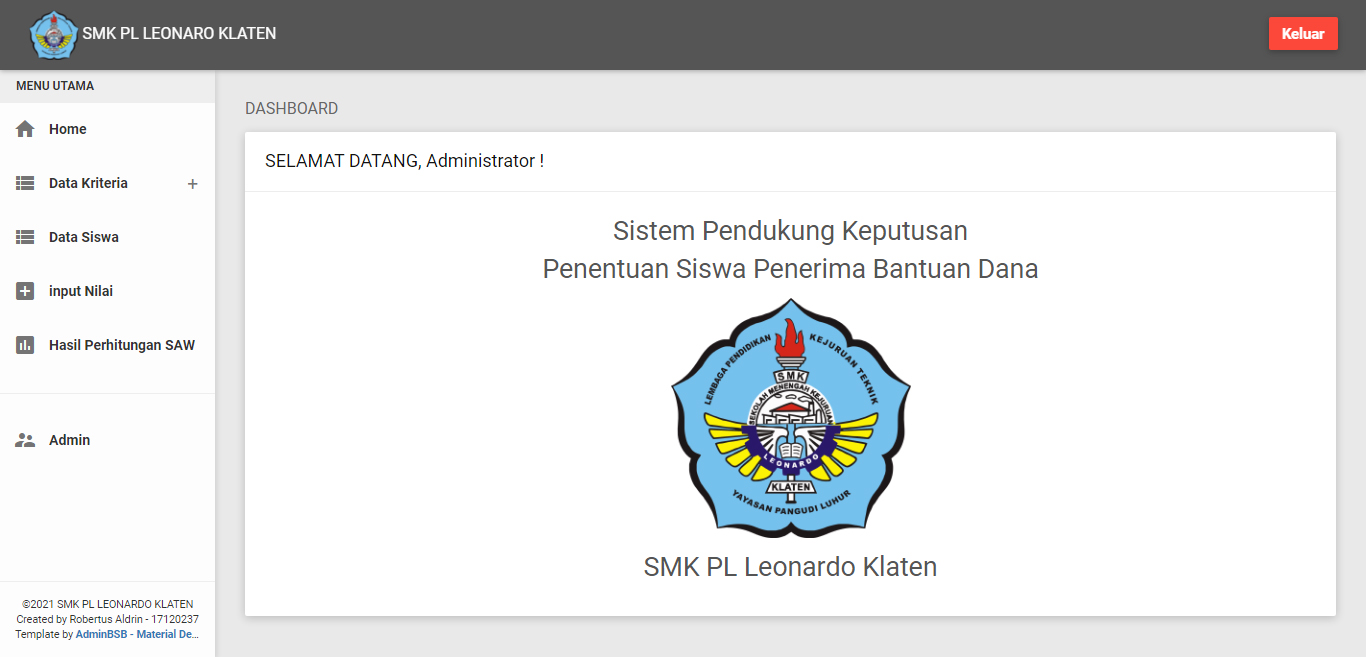 SMK PL LEONARO KLATEN
Keluar
MENU UTAMA
Home
Data Kriteria
+
Data Siswa
input Nilai
Hasil Perhitungan SAW
Admin
©2021 SMK PL LEONARDO KLATEN
Created by Robertus Aldrin - 17120237
Template by AdminBSB - Material De...
DASHBOARD
SELAMAT DATANG, Administrator !
Sistem Pendukung Keputusan
Penentuan Siswa Penerima Bantuan Dana
LEMBAGA PENDIDIKAN KEJURUAN TEKNIK
SMK
SEKOLAH MENENGAH KEJURUAN
LEONARDO
KLATEN
YAYASAN PANGUDI LUHUR
SMK PL Leonardo Klaten